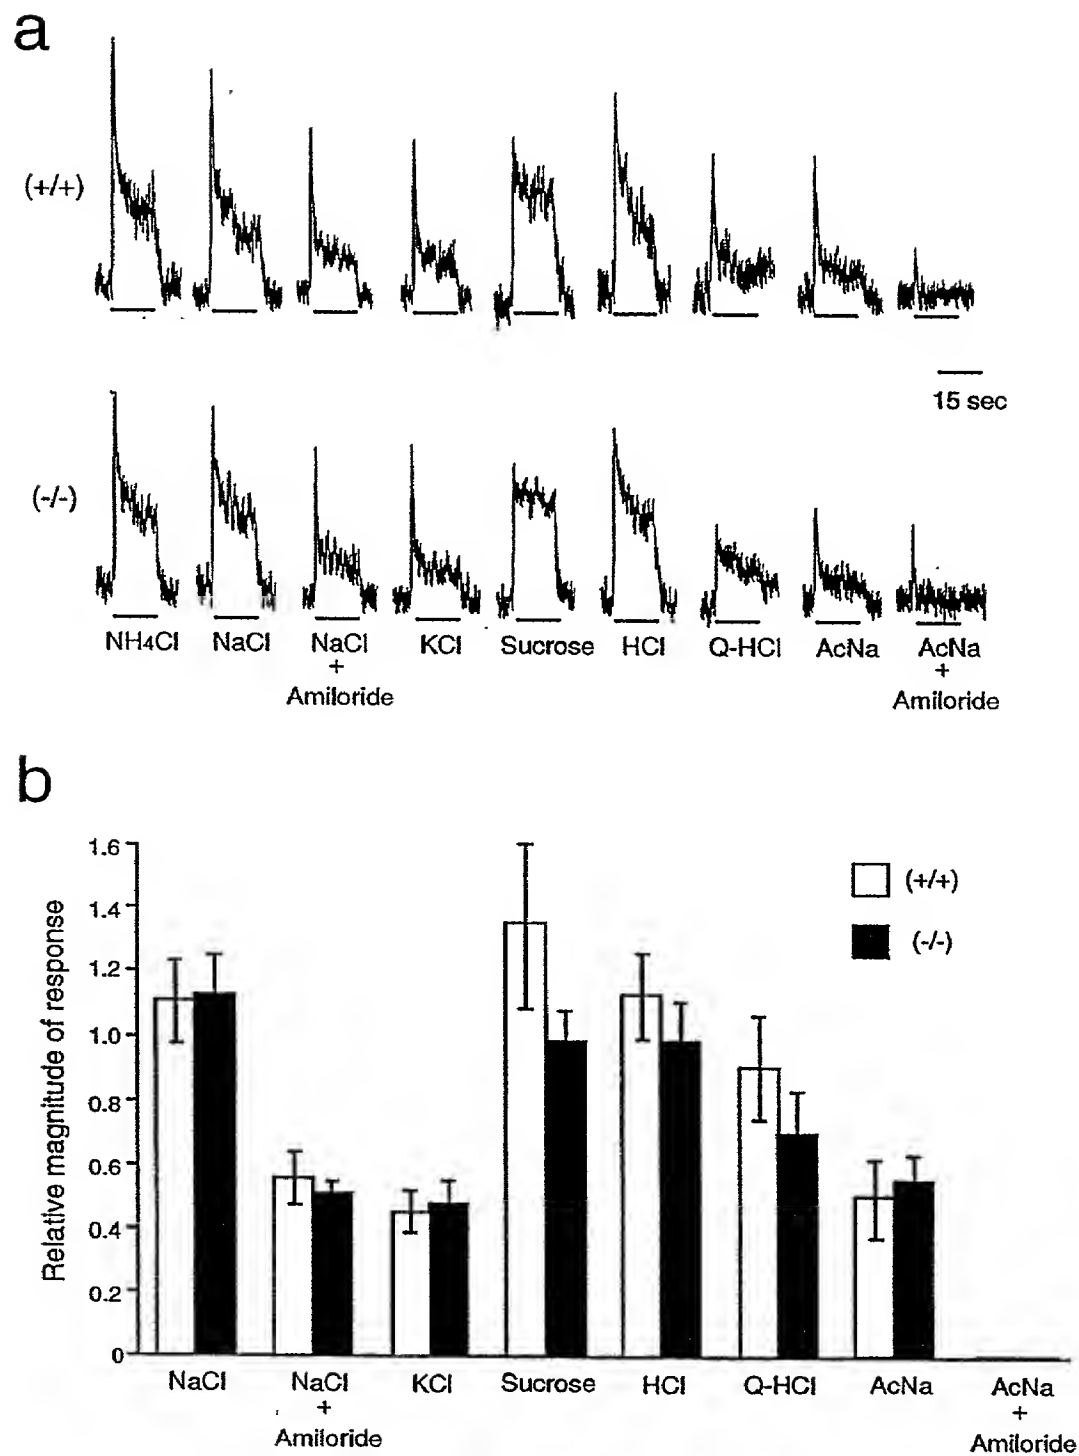 a
(+/+)
15 sec
(-/-)
NH4Cl NaCl NaCl + Amiloride KCl Sucrose HCl Q-HCl AcNa AcNa + Amiloride
b
Relative magnitude of response
1.6
1.4
1.2
1.0
0.8
0.6
0.4
0.2
0
(+/+)
(-/-)
NaCl NaCl + Amiloride KCl Sucrose HCl Q-HCl AcNa AcNa + Amiloride